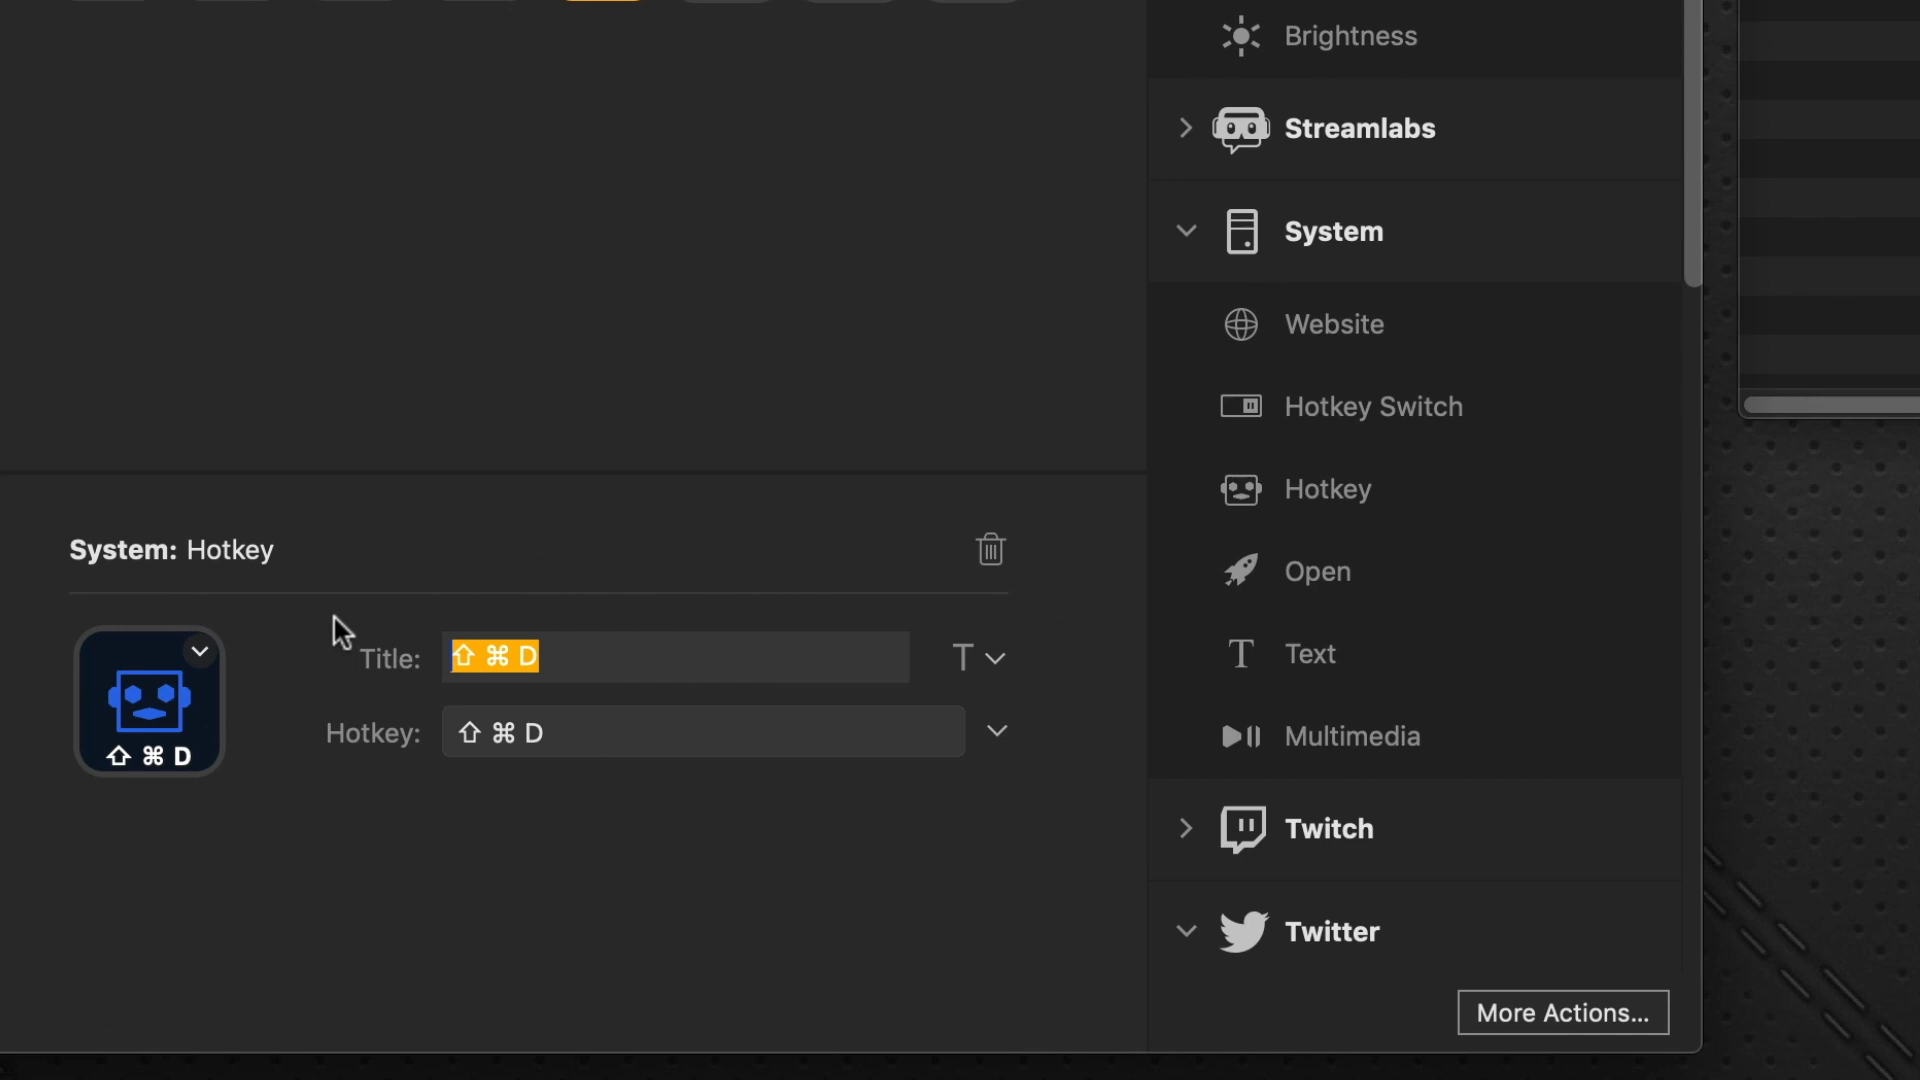 Brightness
Streamlabs
System
Website
Hotkey Switch
Hotkey
Open
Text
Multimedia
Twitch
Twitter
More Actions...
System: Hotkey
Title: ⇧ ⌘ D
T
Hotkey: ⇧ ⌘ D
⇧ ⌘ D